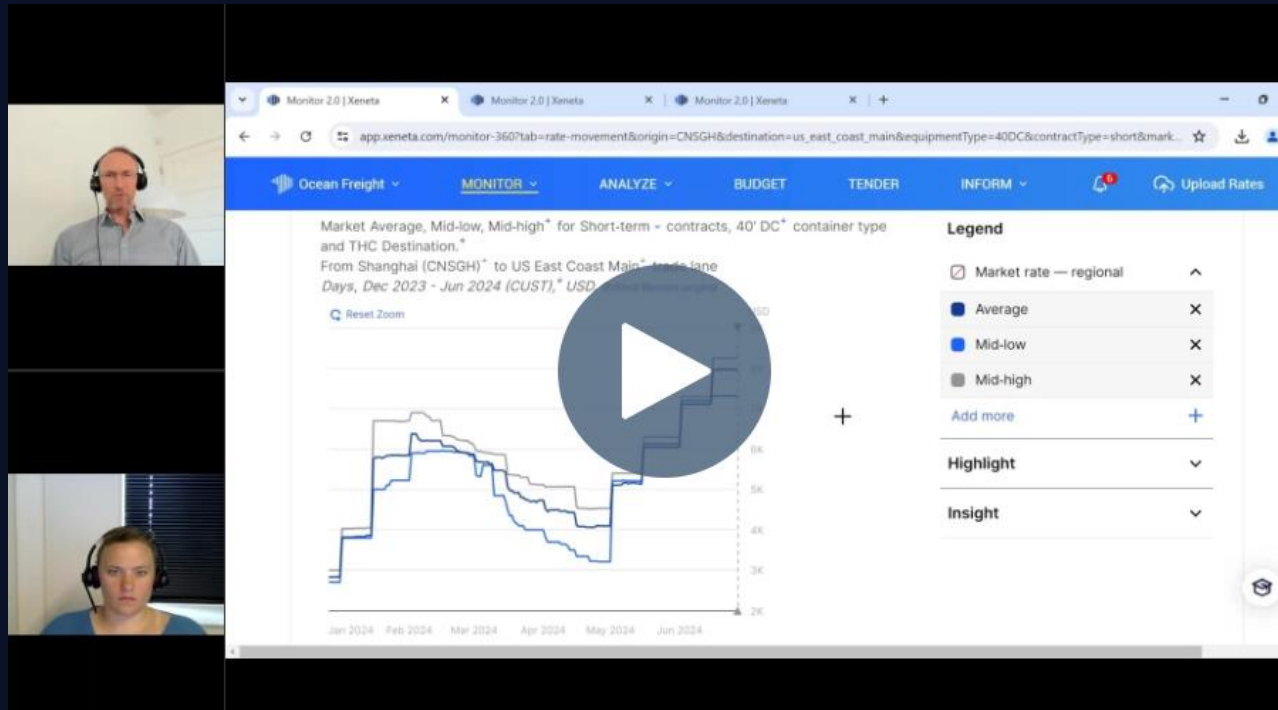 Monitor 2.0 | Xeneta
Monitor 2.0 | Xeneta
Monitor 2.0 | Xeneta
app.xeneta.com/monitor-360?tab=rate-movement&origin=CNSGH&destination=us_east_coast_main&equipmentType=40DC&contractType=short&mark...
Ocean Freight
MONITOR
ANALYZE
BUDGET
TENDER
INFORM
6
Upload Rates
Market Average, Mid-low, Mid-high+ for Short-term - contracts, 40' DC+ container type
and THC Destination.+
From Shanghai (CNSGH)+ to US East Coast Main+ trade lane
Days, Dec 2023 - Jun 2024 (CUST),+ USD
Reset Zoom
6K
5K
4K
3K
2K
Jan 2024
Feb 2024
Mar 2024
Apr 2024
May 2024
Jun 2024
Legend
Market rate — regional
Average
Mid-low
Mid-high
Add more
Highlight
Insight